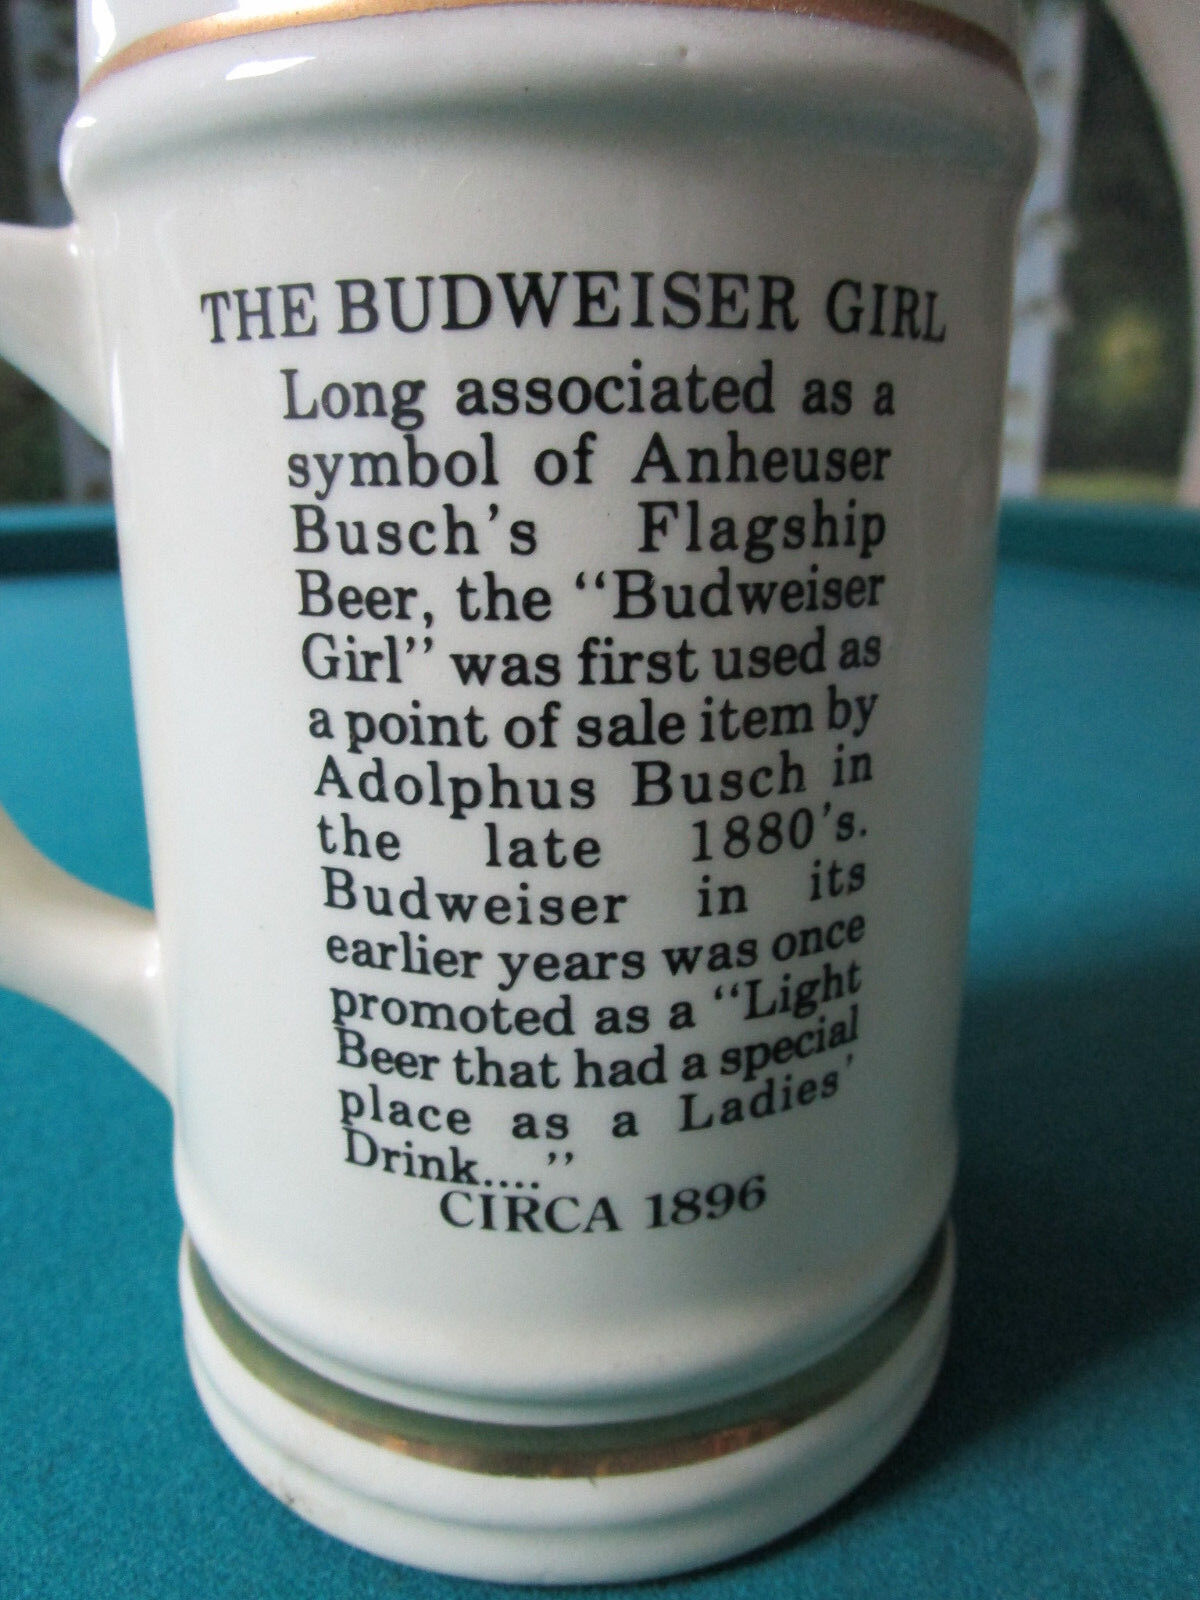 THE BUDWEISER GIRL
Long associated as a
symbol of Anheuser
Busch's Flagship
Beer, the “Budweiser
Girl” was first used as
a point of sale item by
Adolphus Busch in
the late 1880's.
Budweiser in its
earlier years was once
promoted as a “Light
Beer that had a special
place as a Ladies'
Drink....”
CIRCA 1896